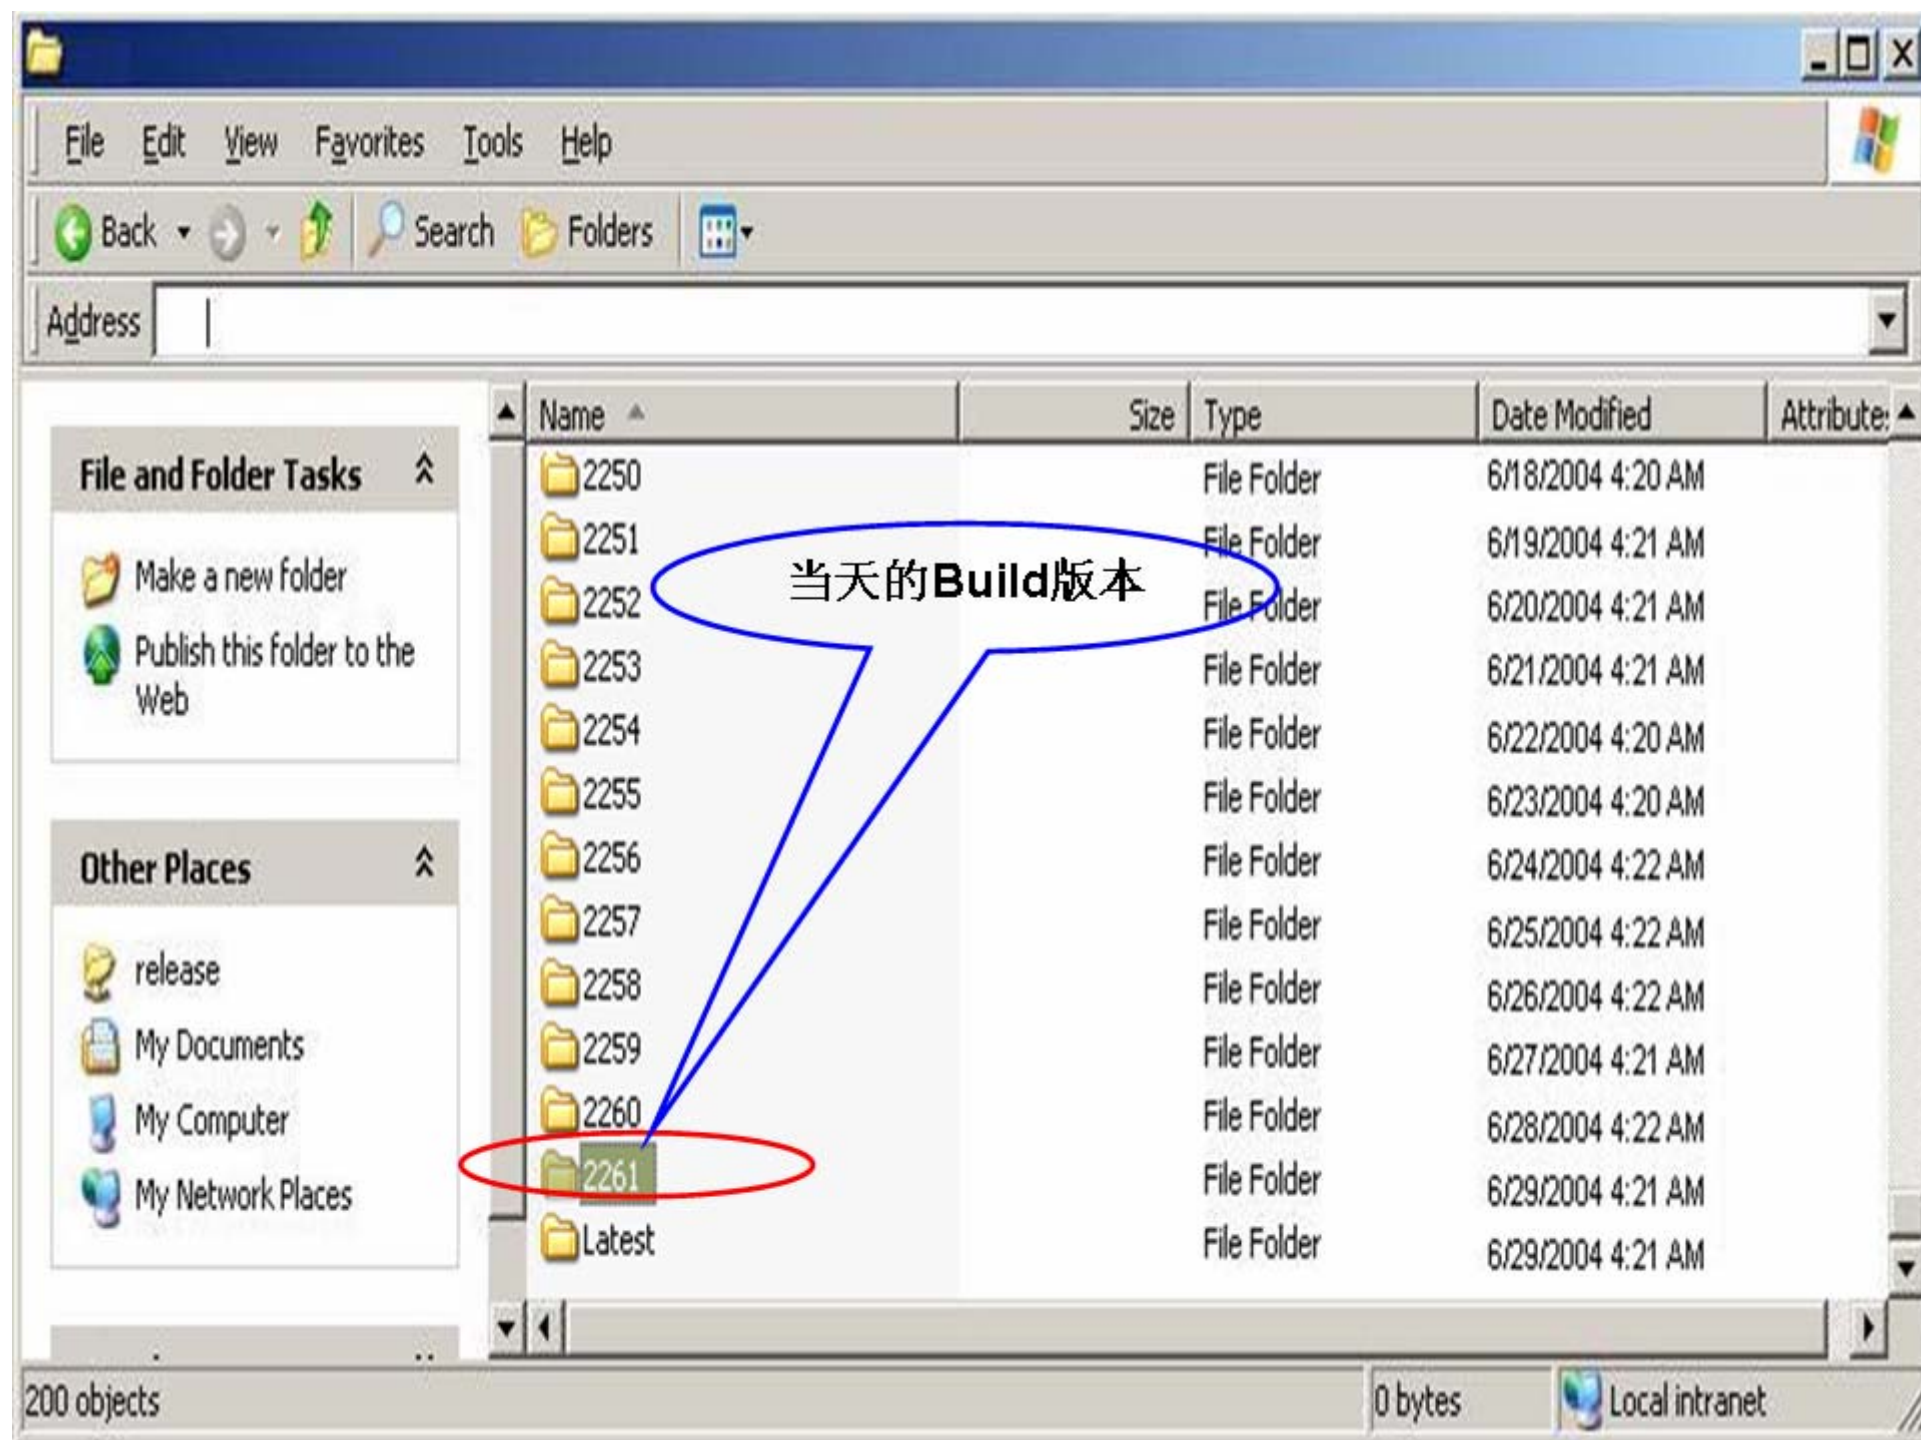 File Edit View Favorites Tools Help
Back Search Folders
Address
File and Folder Tasks
Make a new folder
Publish this folder to the
Web
Other Places
release
My Documents
My Computer
My Network Places
Name Size Type Date Modified Attributes
2250 File Folder 6/18/2004 4:20 AM
2251 File Folder 6/19/2004 4:21 AM
当天的Build版本
2252 File Folder 6/20/2004 4:21 AM
2253 File Folder 6/21/2004 4:21 AM
2254 File Folder 6/22/2004 4:20 AM
2255 File Folder 6/23/2004 4:20 AM
2256 File Folder 6/24/2004 4:22 AM
2257 File Folder 6/25/2004 4:22 AM
2258 File Folder 6/26/2004 4:22 AM
2259 File Folder 6/27/2004 4:21 AM
2260 File Folder 6/28/2004 4:22 AM
2261 File Folder 6/29/2004 4:21 AM
Latest File Folder 6/29/2004 4:21 AM
200 objects 0 bytes Local intranet